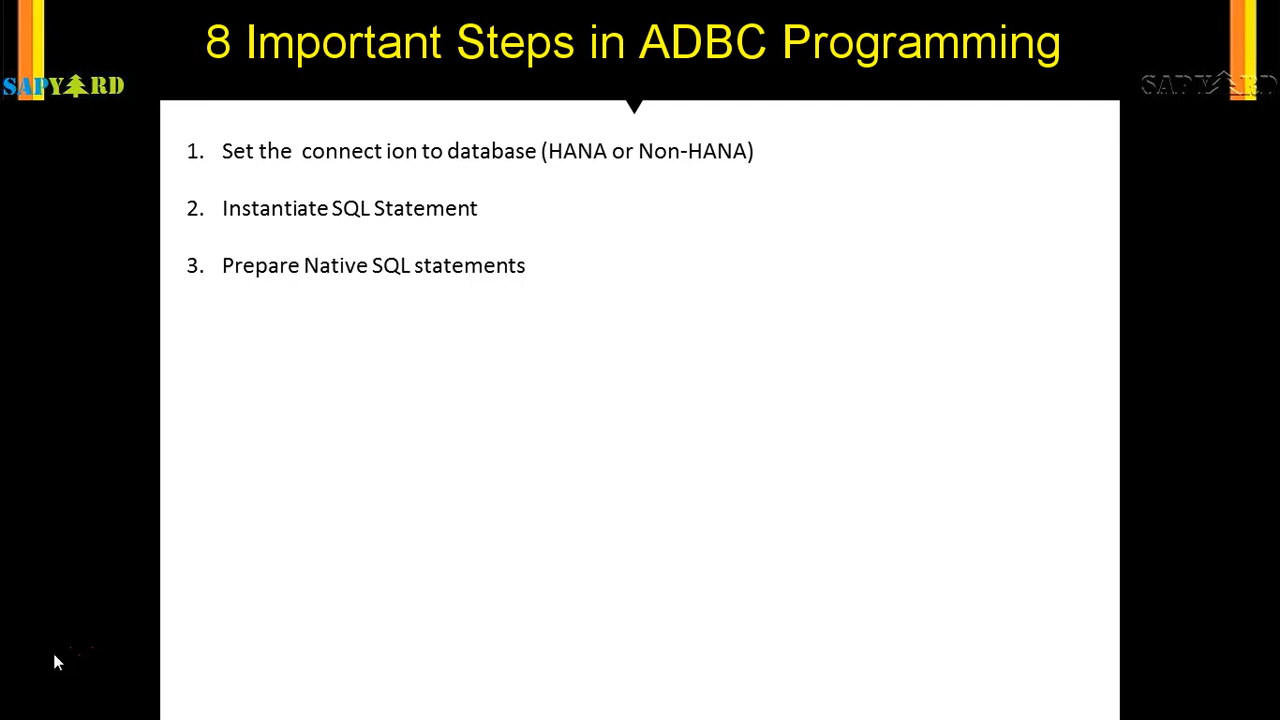 8 Important Steps in ADBC Programming
SAPYARD
SAPYARD
1. Set the  connect ion to database (HANA or Non-HANA)
2. Instantiate SQL Statement
3. Prepare Native SQL statements